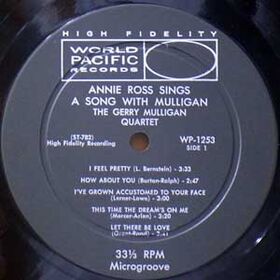 HIGH FIDELITY
WORLD
PACIFIC
RECORDS
ANNIE ROSS SINGS
A SONG WITH MULLIGAN
THE GERRY MULLIGAN
QUARTET
(ST-782)
High Fidelity Recording
WP-1253
SIDE 1
I FEEL PRETTY (L. Bernstein) - 3:33
HOW ABOUT YOU (Burton-Ralph) - 2:47
I'VE GROWN ACCUSTOMED TO YOUR FACE
(Lerner-Lowe) - 3:00
THIS TIME THE DREAM'S ON ME
(Mercer-Arlen) - 2:20
LET THERE BE LOVE
33⅓ RPM
Microgroove